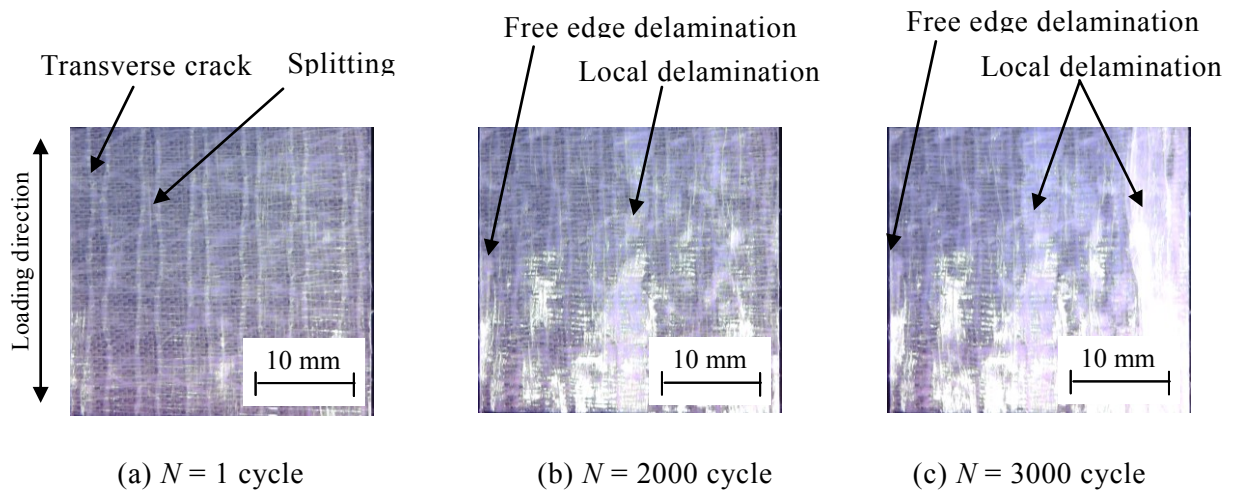 Free edge delamination
Local delamination
Transverse crack
Splitting
Free edge delamination
Local delamination
Loading direction
10 mm
10 mm
10 mm
(a) N = 1 cycle
(b) N = 2000 cycle
(c) N = 3000 cycle